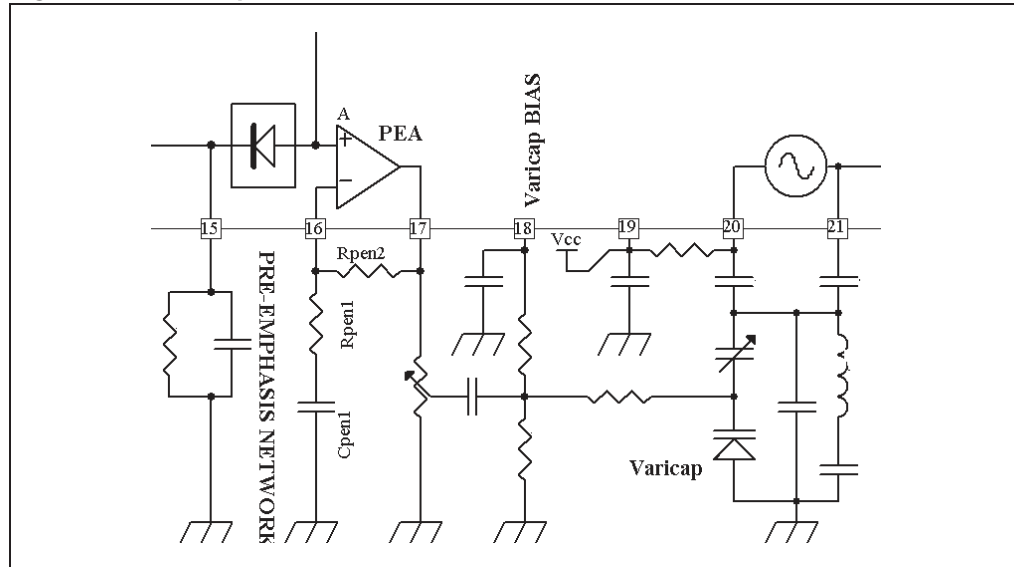 A
PEA
Varicap BIAS
15
16
17
18
19
20
21
Vcc
Rpen2
Rpen1
Cpen1
PRE-EMPHASIS NETWORK
Varicap